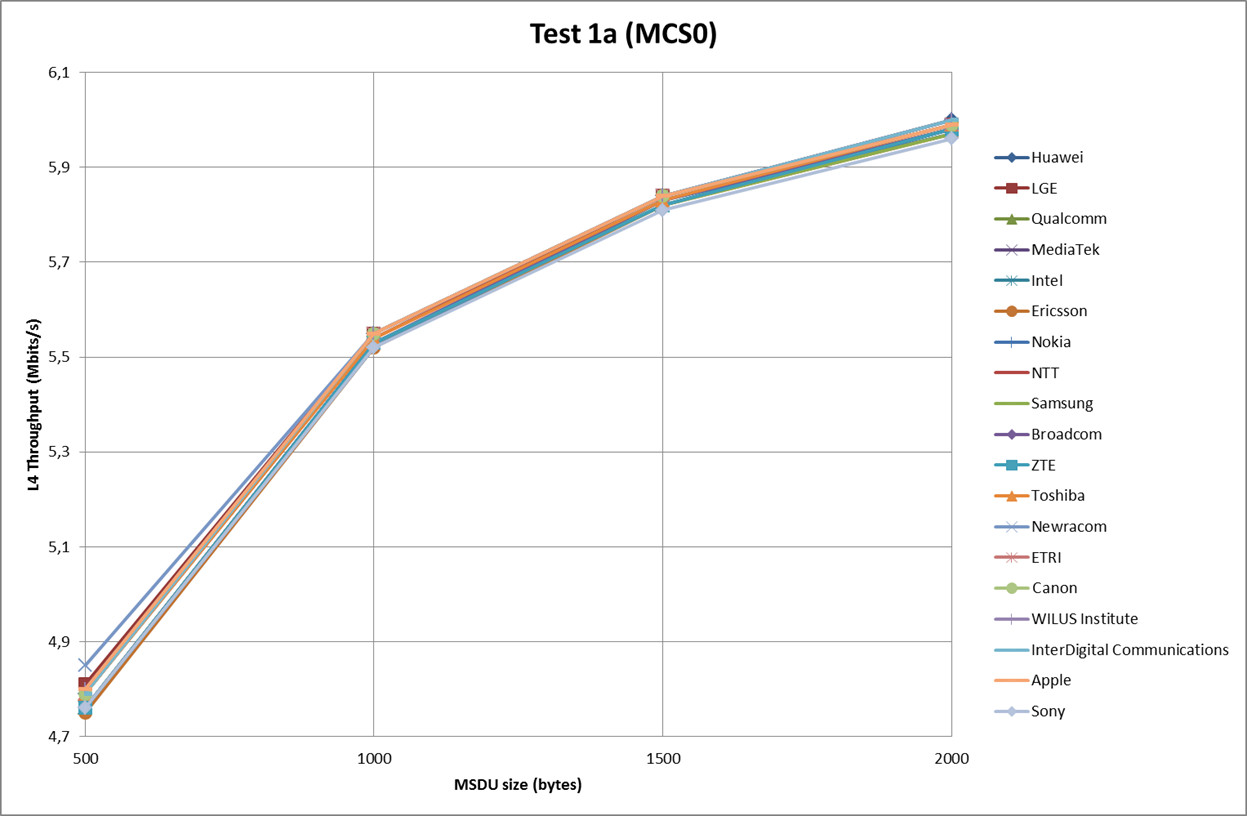 Test 1a (MCS0)
6,1
5,9
5,7
5,5
5,3
5,1
4,9
4,7
L4 Throughput (Mbits/s)
500
1000
1500
2000
MSDU size (bytes)
Huawei
LGE
Qualcomm
MediaTek
Intel
Ericsson
Nokia
NTT
Samsung
Broadcom
ZTE
Toshiba
Newracom
ETRI
Canon
WILUS Institute
InterDigital Communications
Apple
Sony